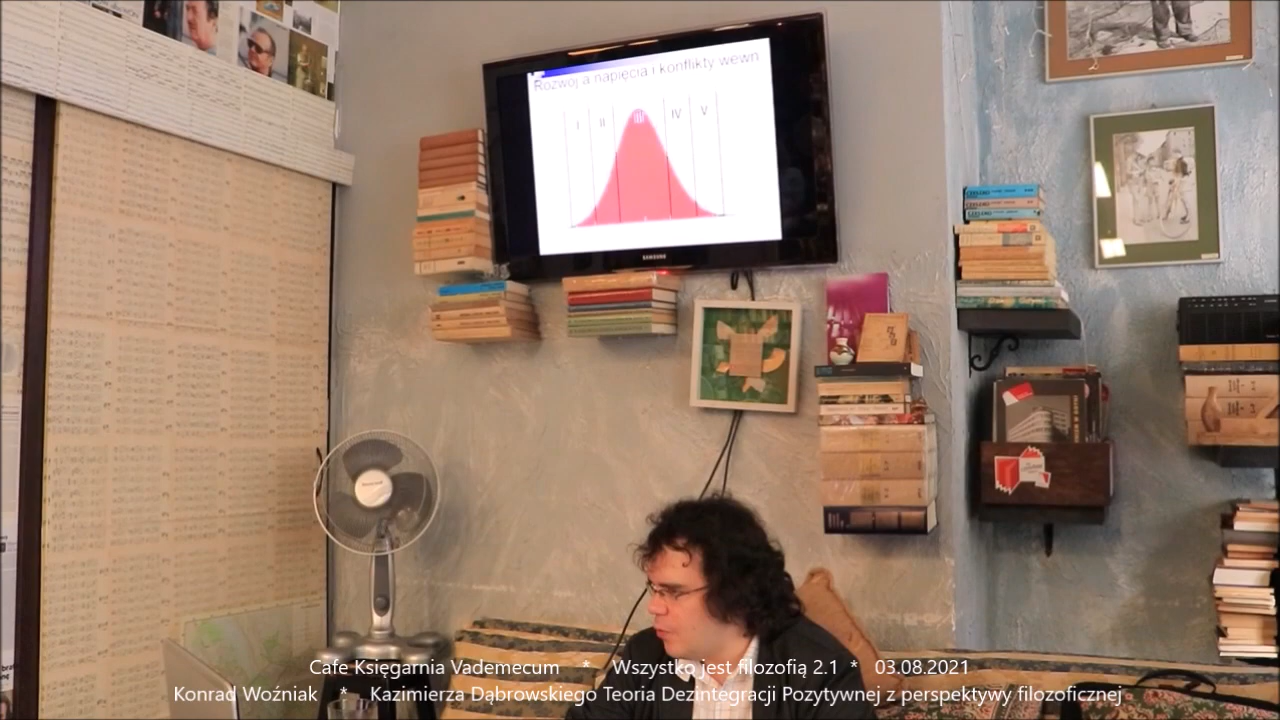 Rozwój a napięcia i konflikty wewn
I II III IV V
SAMSUNG
Cafe Księgarnia Vademecum * Wszystko jest filozofią 2.1 * 03.08.2021
Konrad Woźniak * Kazimierza Dąbrowskiego Teoria Dezintegracji Pozytywnej z perspektywy filozoficznej